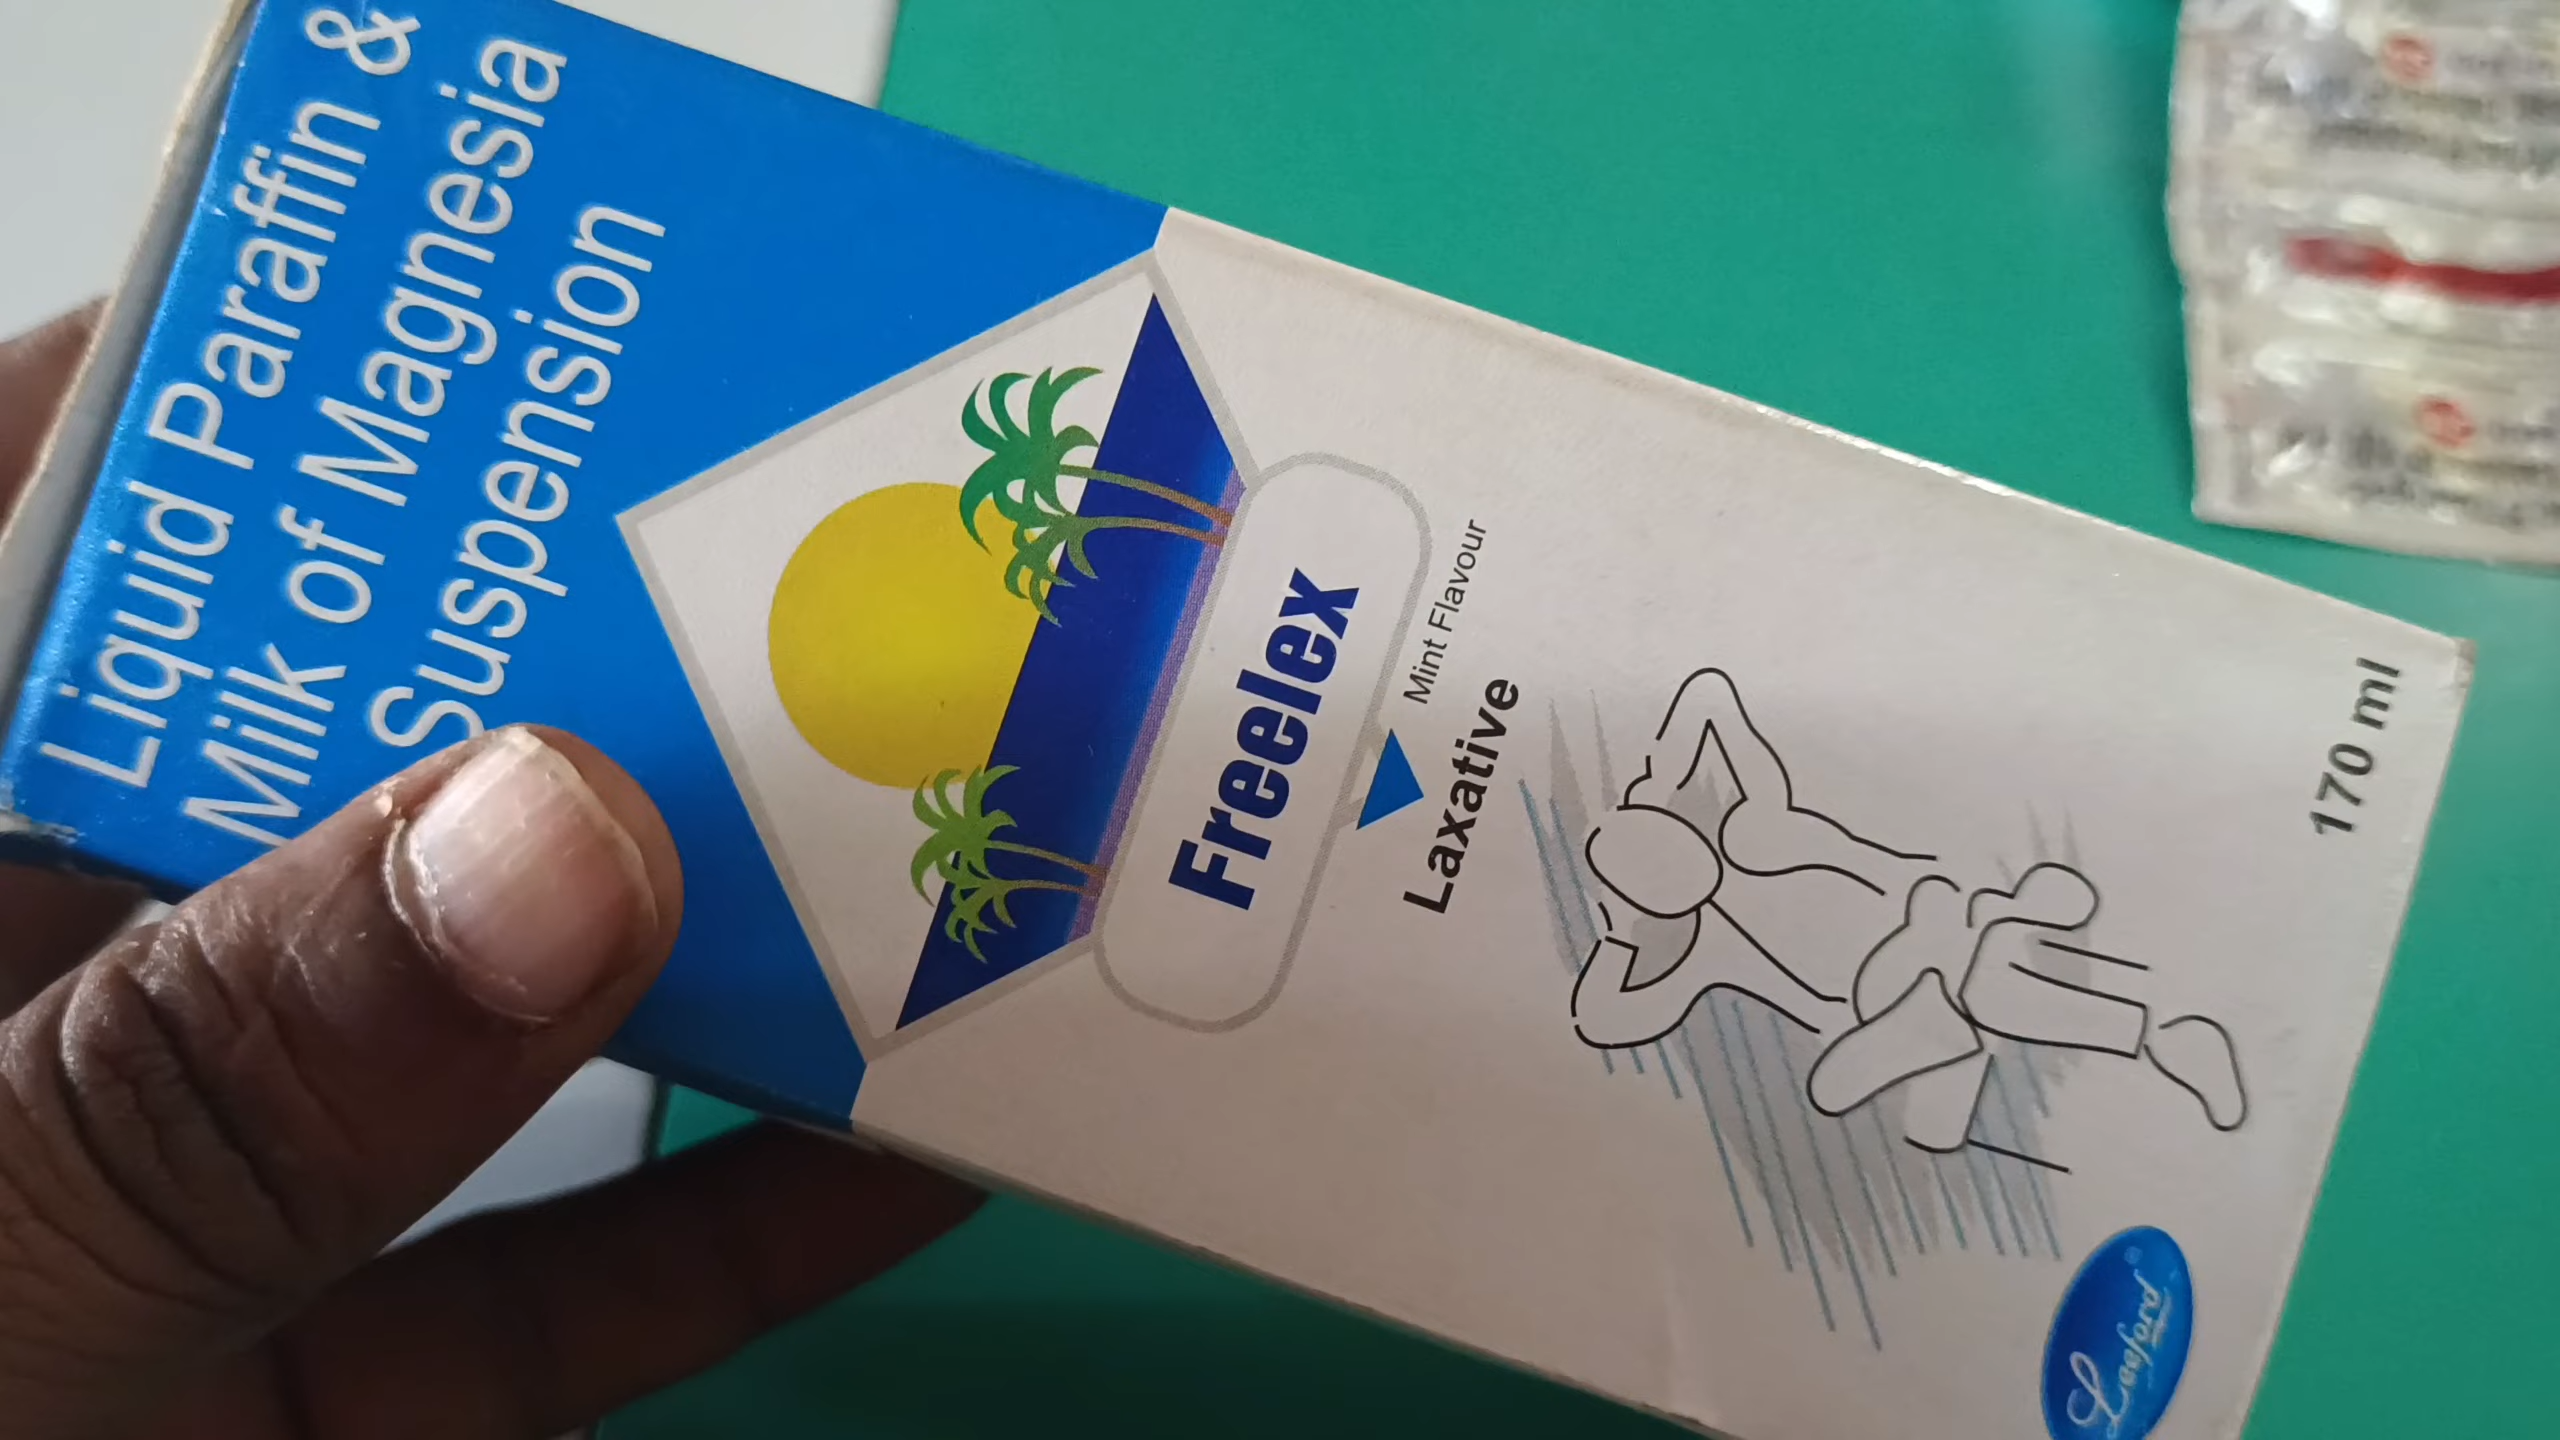 Liquid Paraffin &
Milk of Magnesia
Suspension
Freelex
Mint Flavour
Laxative
170 ml
Leeford®